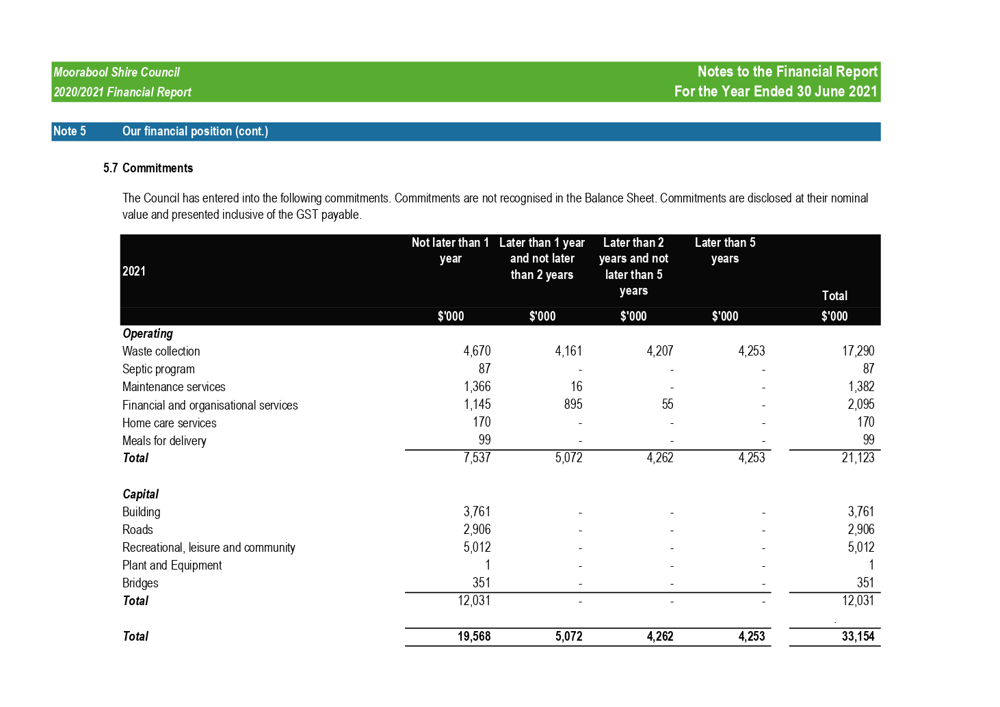 Moorabool Shire Council Notes to the Financial Report
2020/2021 Financial Report For the Year Ended 30 June 2021
Note 5 Our financial position (cont.)
5.7 Commitments
The Council has entered into the following commitments. Commitments are not recognised in the Balance Sheet. Commitments are disclosed at their nominal
value and presented inclusive of the GST payable.
Not later than 1 Later than 1 year Later than 2 Later than 5
year and not later years and not years
2021 than 2 years later than 5
years Total
$'000 $'000 $'000 $'000 $'000
Operating
Waste collection 4,670 4,161 4,207 4,253 17,290
Septic program 87 - - - 87
Maintenance services 1,366 16 - - 1,382
Financial and organisational services 1,145 895 55 - 2,095
Home care services 170 - - - 170
Meals for delivery 99 - - - 99
Total 7,537 5,072 4,262 4,253 21,123
Capital
Building 3,761 - - - 3,761
Roads 2,906 - - - 2,906
Recreational, leisure and community 5,012 - - - 5,012
Plant and Equipment 1 - - - 1
Bridges 351 - - - 351
Total 12,031 - - - 12,031
Total 19,568 5,072 4,262 4,253 33,154